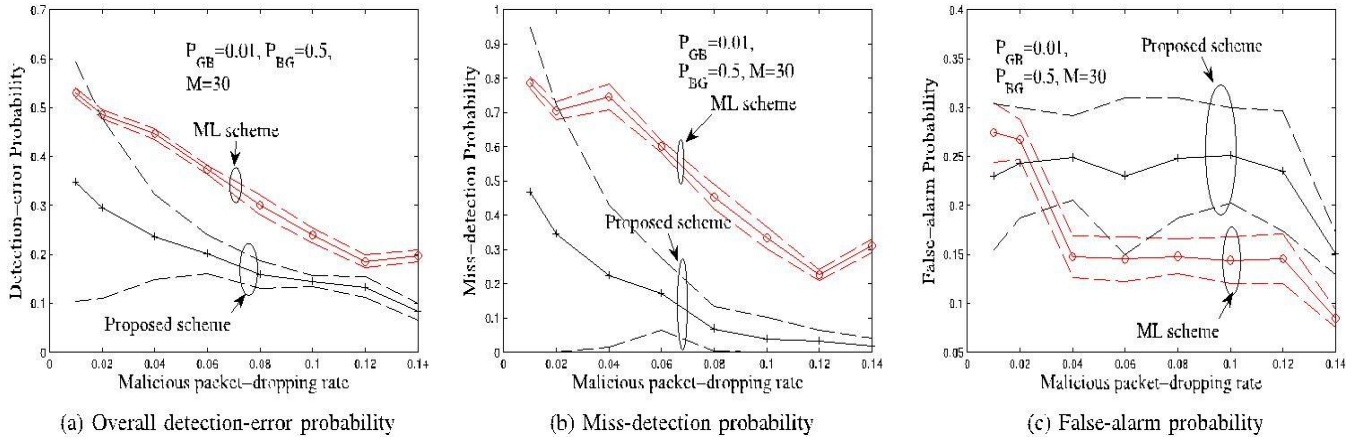 0.7
0.6
0.5
0.4
0.3
0.2
0.1
0
Detection−error Probability
P_GB=0.01, P_BG=0.5,
M=30
ML scheme
Proposed scheme
0 0.02 0.04 0.06 0.08 0.1 0.12 0.14
Malicious packet−dropping rate
(a) Overall detection-error probability
1
0.9
0.8
0.7
0.6
0.5
0.4
0.3
0.2
0.1
0
Miss−detection Probability
P_GB=0.01,
P_BG=0.5, M=30
ML scheme
Proposed scheme
0 0.02 0.04 0.06 0.08 0.1 0.12 0.14
Malicious packet−dropping rate
(b) Miss-detection probability
0.4
0.35
0.3
0.25
0.2
0.15
0.1
0.05
False−alarm Probability
P_GB=0.01,
P_BG=0.5, M=30
Proposed scheme
ML scheme
0 0.02 0.04 0.06 0.08 0.1 0.12 0.14
Malicious packet−dropping rate
(c) False-alarm probability